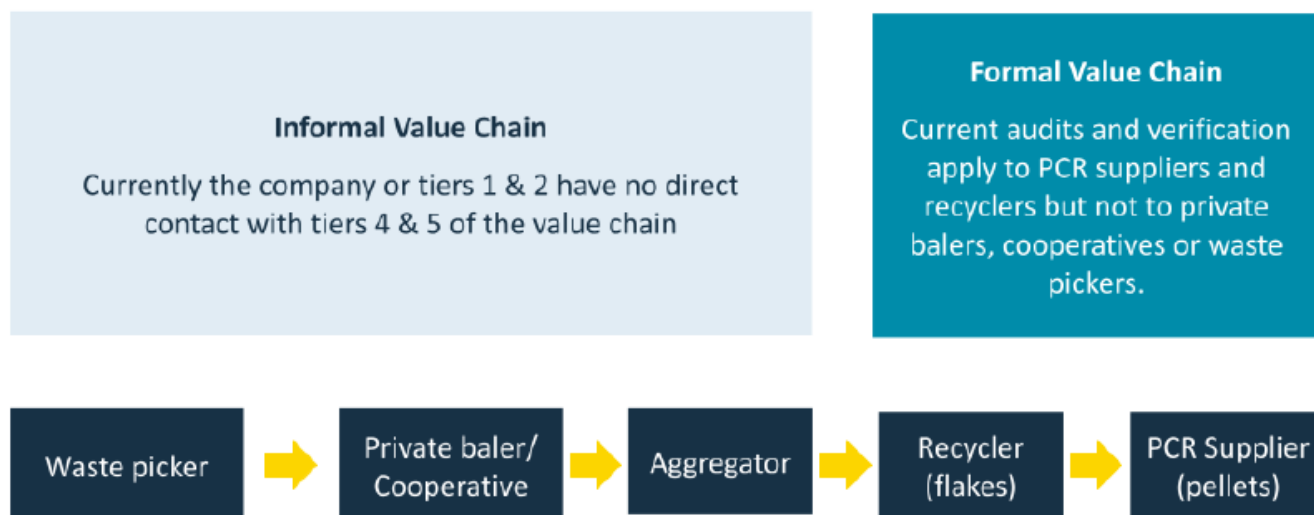 Informal Value Chain
Currently the company or tiers 1 & 2 have no direct
contact with tiers 4 & 5 of the value chain
Formal Value Chain
Current audits and verification
apply to PCR suppliers and
recyclers but not to private
balers, cooperatives or waste
pickers.
Waste picker
Private baler/
Cooperative
Aggregator
Recycler
(flakes)
PCR Supplier
(pellets)